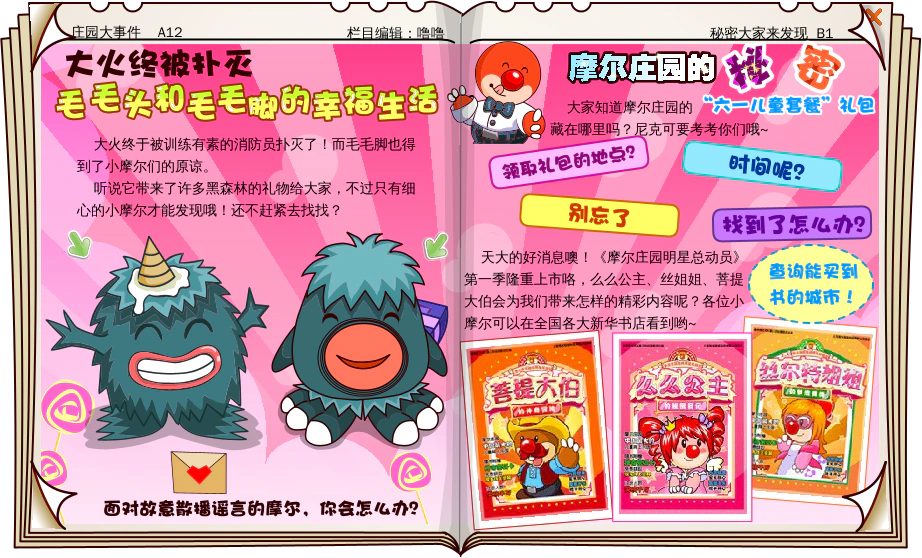 庄园大事件 A12
栏目编辑：噜噜
大火终被扑灭
毛毛头和毛毛脚的幸福生活
大火终于被训练有素的消防员扑灭了！而毛毛脚也得
到了小摩尔们的原谅。
听说它带来了许多黑森林的礼物给大家，不过只有细
心的小摩尔才能发现哦！还不赶紧去找找？
面对故意散播谣言的摩尔，你会怎么办？
秘密大家来发现 B1
摩尔庄园的秘密
大家知道摩尔庄园的“六一儿童套餐”礼包
藏在哪里吗？尼克可要考考你们哦~
领取礼包的地点？
时间呢？
别忘了
找到了怎么办？
天大的好消息噢！《摩尔庄园明星总动员》
第一季隆重上市咯，么么公主、丝姐姐、菩提
大伯会为我们带来怎样的精彩内容呢？各位小
摩尔可以在全国各大新华书店看到哟~
查询能买到
书的城市！
菩提大伯
么么公主
丝尔特姐姐